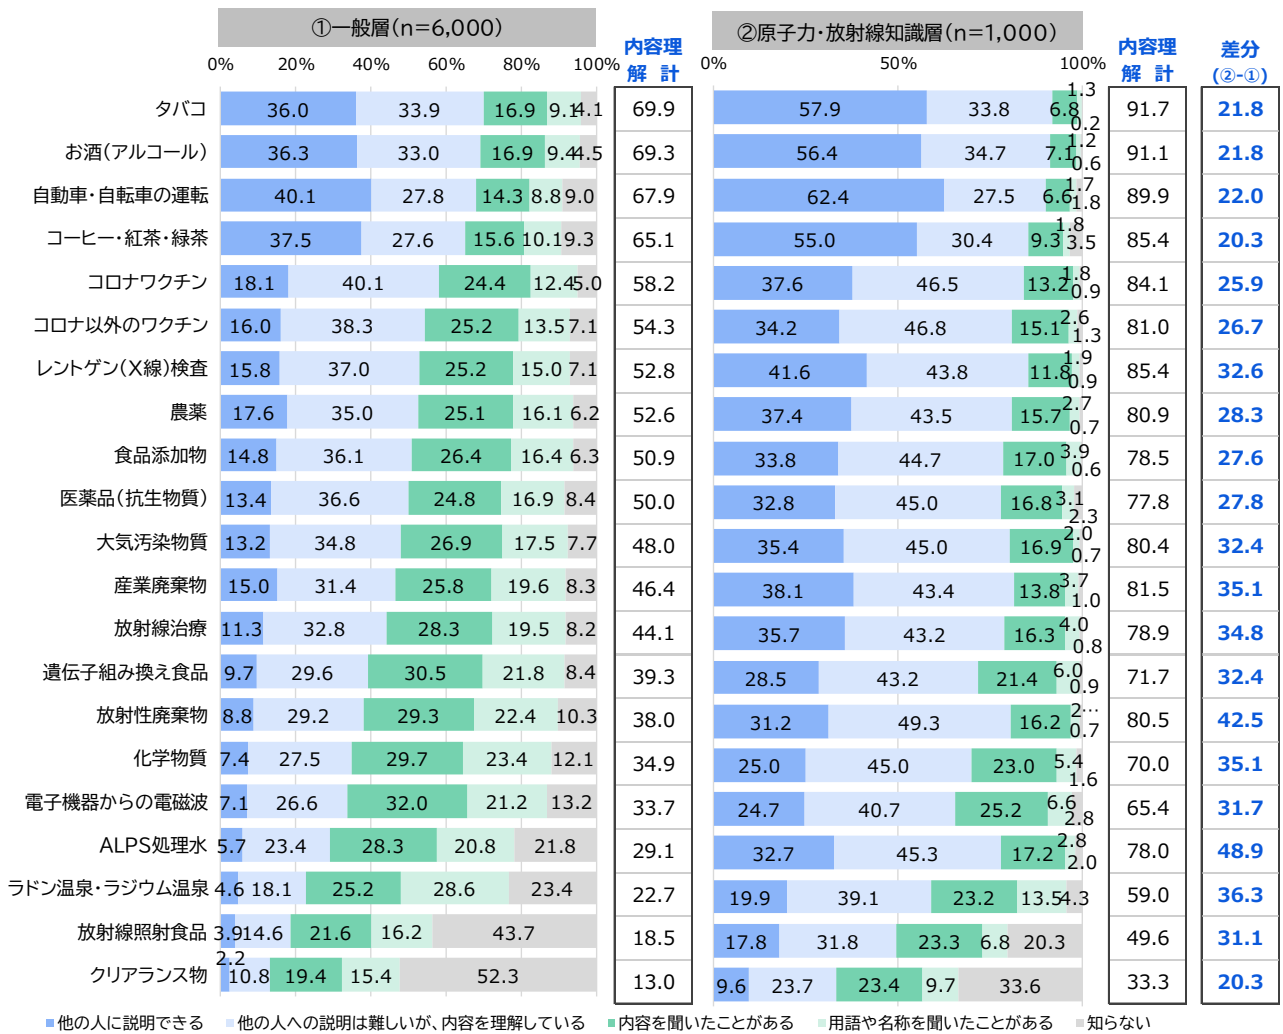 ①一般層(n=6,000)
②原子力・放射線知識層(n=1,000)
内容理解 計
内容理解 計
差分(②-①)
0% 20% 40% 60% 80% 100%
0% 50% 100%
タバコ 36.0 33.9 16.9 9.1 4.1 69.9 57.9 33.8 6.8 1.3 0.2 91.7 21.8
お酒(アルコール) 36.3 33.0 16.9 9.4 4.5 69.3 56.4 34.7 7.1 1.2 0.6 91.1 21.8
自動車・自転車の運転 40.1 27.8 14.3 8.8 9.0 67.9 62.4 27.5 6.6 1.7 1.8 89.9 22.0
コーヒー・紅茶・緑茶 37.5 27.6 15.6 10.1 9.3 65.1 55.0 30.4 9.3 1.8 3.5 85.4 20.3
コロナワクチン 18.1 40.1 24.4 12.4 5.0 58.2 37.6 46.5 13.2 1.8 0.9 84.1 25.9
コロナ以外のワクチン 16.0 38.3 25.2 13.5 7.1 54.3 34.2 46.8 15.1 2.6 1.3 81.0 26.7
レントゲン(X線)検査 15.8 37.0 25.2 15.0 7.1 52.8 41.6 43.8 11.8 1.9 0.9 85.4 32.6
農薬 17.6 35.0 25.1 16.1 6.2 52.6 37.4 43.5 15.7 2.7 0.7 80.9 28.3
食品添加物 14.8 36.1 26.4 16.4 6.3 50.9 33.8 44.7 17.0 3.9 0.6 78.5 27.6
医薬品(抗生物質) 13.4 36.6 24.8 16.9 8.4 50.0 32.8 45.0 16.8 3.1 2.3 77.8 27.8
大気汚染物質 13.2 34.8 26.9 17.5 7.7 48.0 35.4 45.0 16.9 2.0 0.7 80.4 32.4
産業廃棄物 15.0 31.4 25.8 19.6 8.3 46.4 38.1 43.4 13.8 3.7 1.0 81.5 35.1
放射線治療 11.3 32.8 28.3 19.5 8.2 44.1 35.7 43.2 16.3 4.0 0.8 78.9 34.8
遺伝子組み換え食品 9.7 29.6 30.5 21.8 8.4 39.3 28.5 43.2 21.4 6.0 0.9 71.7 32.4
放射性廃棄物 8.8 29.2 29.3 22.4 10.3 38.0 31.2 49.3 16.2 2… 0.7 80.5 42.5
化学物質 7.4 27.5 29.7 23.4 12.1 34.9 25.0 45.0 23.0 5.4 1.6 70.0 35.1
電子機器からの電磁波 7.1 26.6 32.0 21.2 13.2 33.7 24.7 40.7 25.2 6.6 2.8 65.4 31.7
ALPS処理水 5.7 23.4 28.3 20.8 21.8 29.1 32.7 45.3 17.2 2.8 2.0 78.0 48.9
ラドン温泉・ラジウム温泉 4.6 18.1 25.2 28.6 23.4 22.7 19.9 39.1 23.2 13.5 4.3 59.0 36.3
放射線照射食品 3.9 14.6 21.6 16.2 43.7 18.5 17.8 31.8 23.3 6.8 20.3 49.6 31.1
クリアランス物 2.2 10.8 19.4 15.4 52.3 13.0 9.6 23.7 23.4 9.7 33.6 33.3 20.3
他の人に説明できる 他の人への説明は難しいが、内容を理解している 内容を聞いたことがある 用語や名称を聞いたことがある 知らない